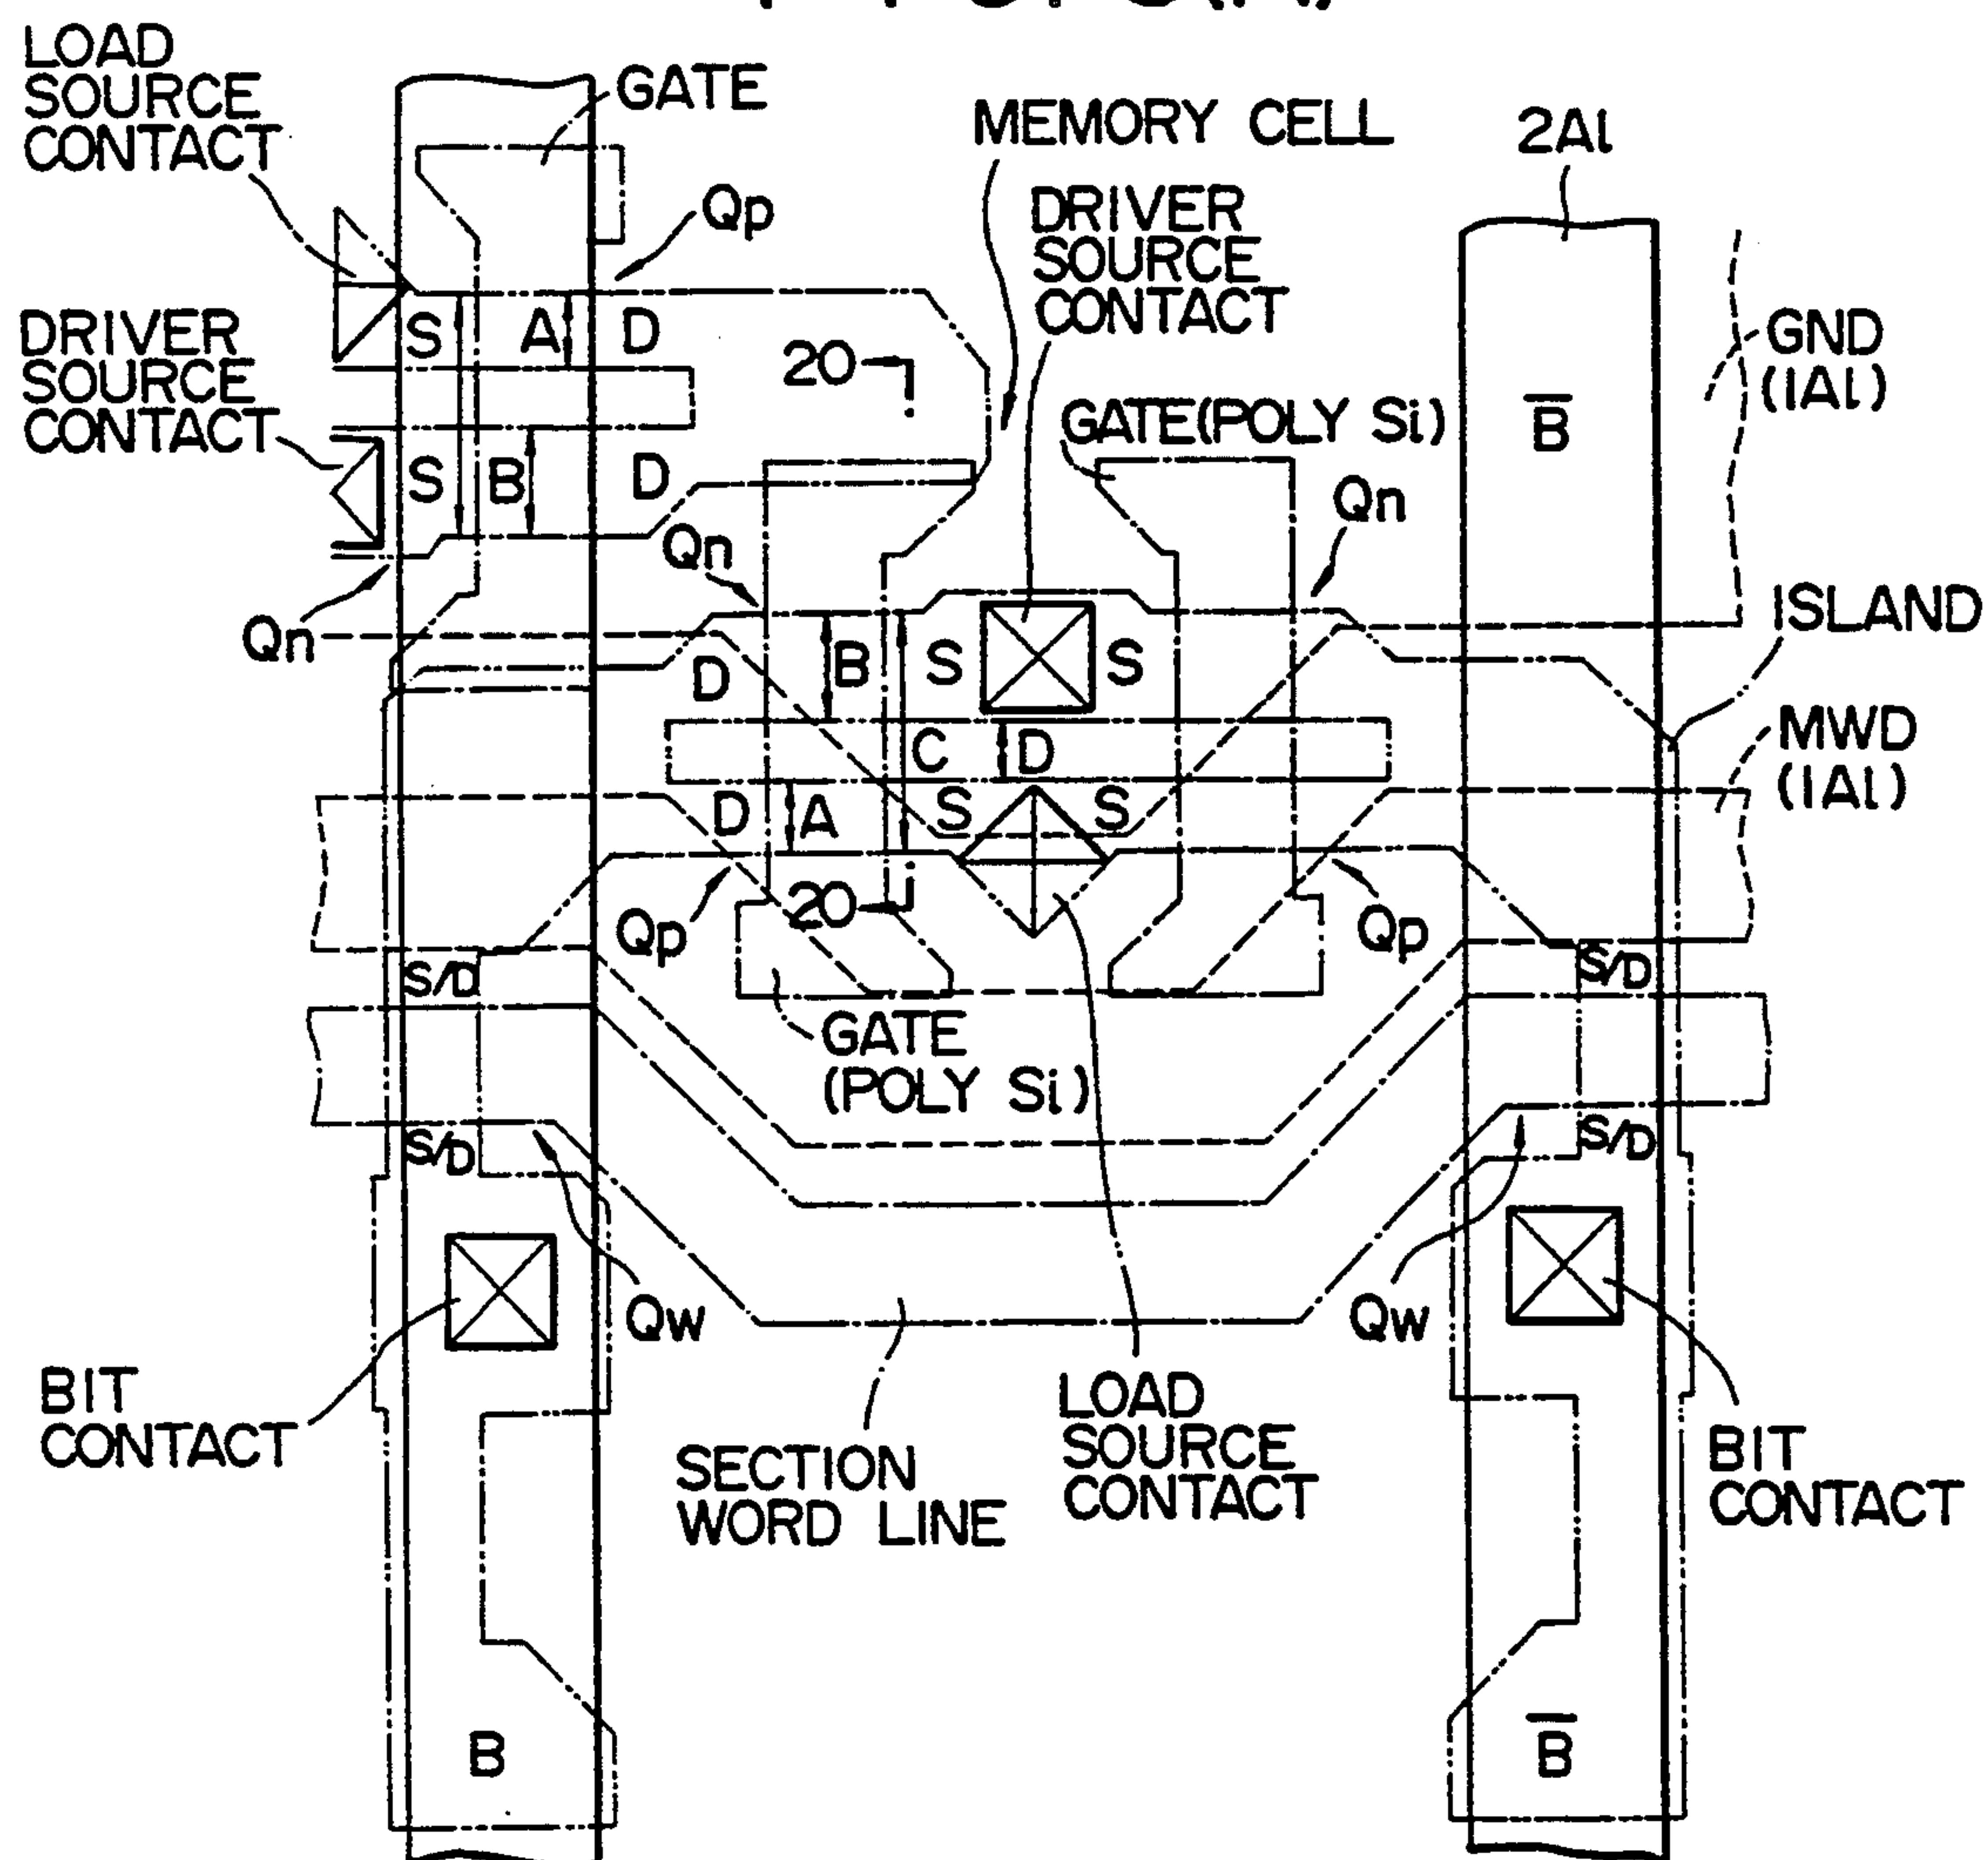 LOAD
SOURCE
CONTACT
GATE
MEMORY CELL
2Al
Qp
DRIVER
SOURCE
CONTACT
DRIVER
SOURCE
CONTACT
S
A
D
20
GND
(1Al)
B̅
GATE(POLY Si)
S
B
D
Qn
Qn
Qn
ISLAND
D
B
S
S
MWD
(1Al)
C
D
D
A
S
S
20
Qp
Qp
S/D
S/D
GATE
(POLY Si)
S/D
S/D
Qw
Qw
BIT
CONTACT
LOAD
SOURCE
CONTACT
SECTION
WORD LINE
BIT
CONTACT
B
B̅